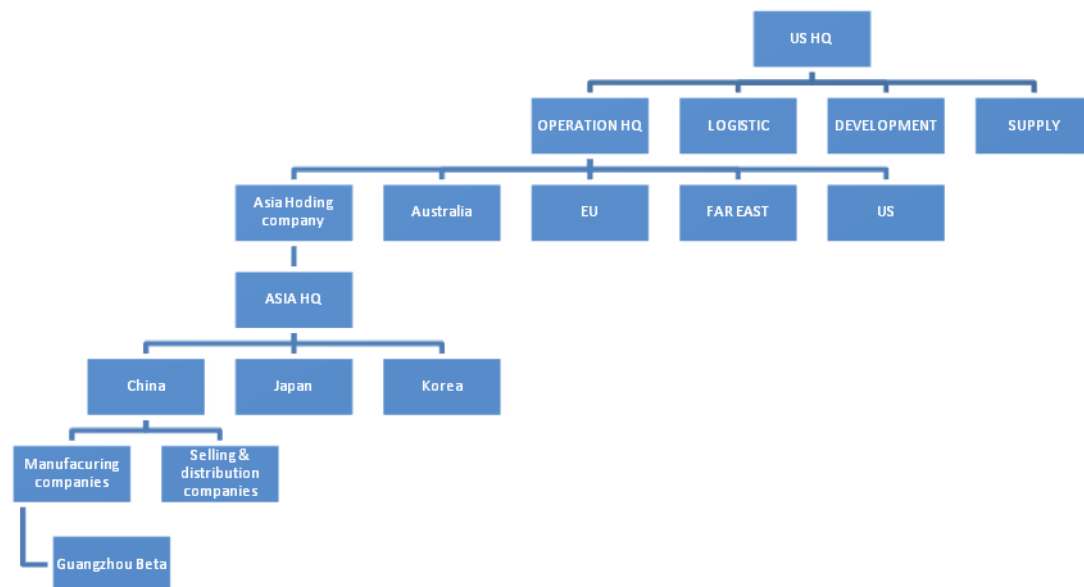 US HQ
OPERATION HQ
LOGISTIC
DEVELOPMENT
SUPPLY
Asia Hoding
company
Australia
EU
FAR EAST
US
ASIA HQ
China
Japan
Korea
Manufacuring
companies
Selling &
distribution
companies
Guangzhou Beta